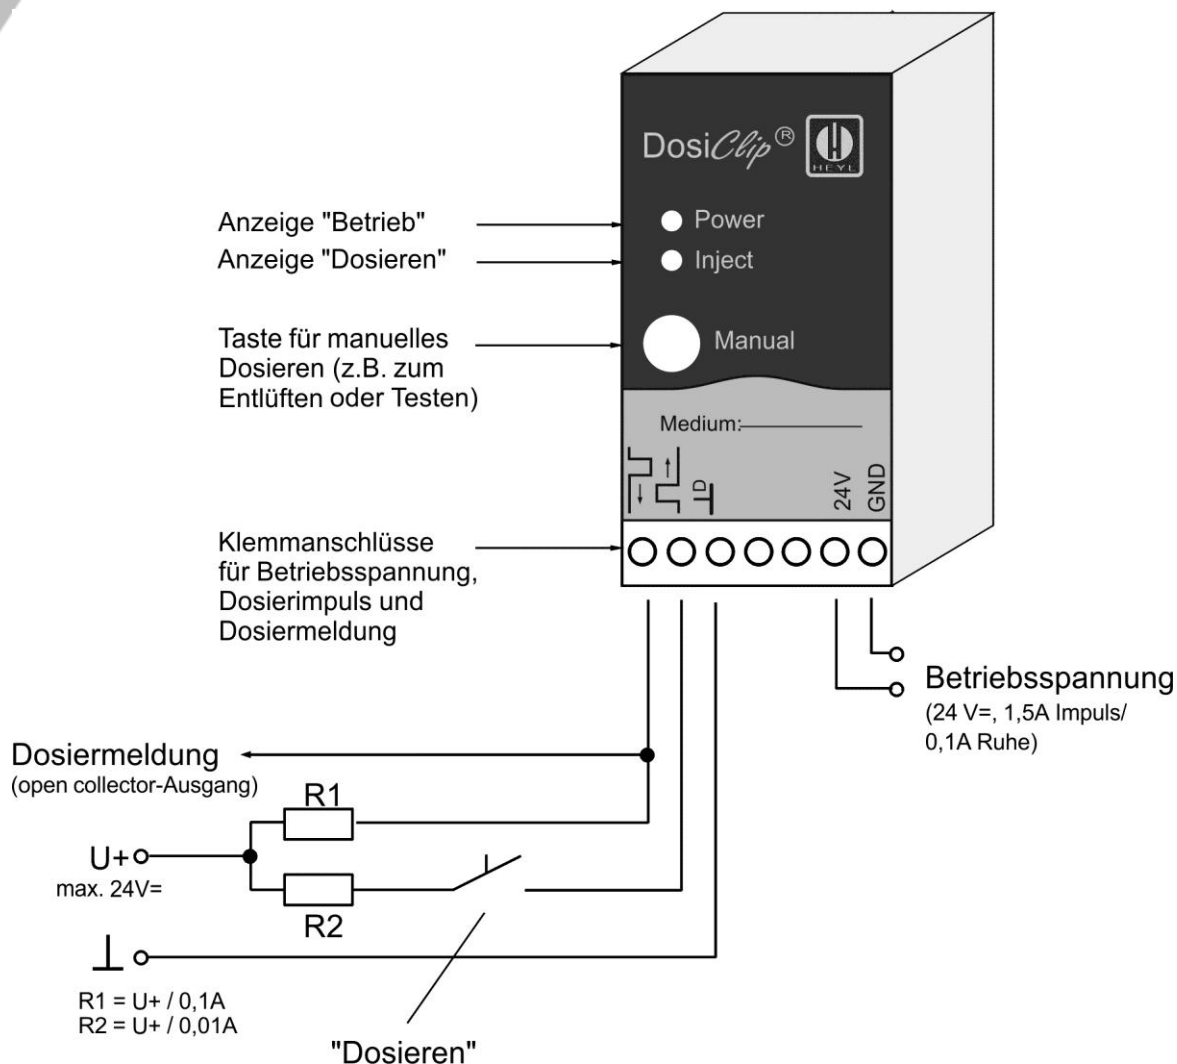 DosiClip®
HEYL
Anzeige "Betrieb"
Power
Anzeige "Dosieren"
Inject
Taste für manuelles
Dosieren (z.B. zum
Entlüften oder Testen)
Manual
Medium:
D
24V
GND
Klemmanschlüsse
für Betriebsspannung,
Dosierimpuls und
Dosiermeldung
Betriebsspannung
(24 V=, 1,5A Impuls/
0,1A Ruhe)
Dosiermeldung
(open collector-Ausgang)
R1
U+
max. 24V=
R2
R1 = U+ / 0,1A
R2 = U+ / 0,01A
"Dosieren"